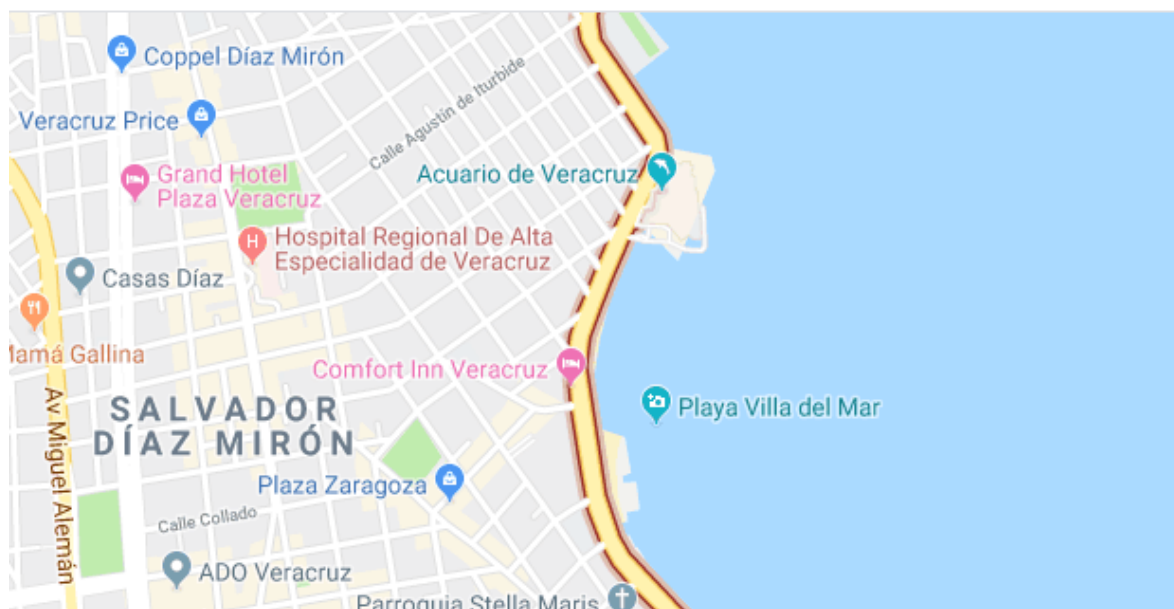 Coppel Díaz Mirón
Calle Agustín de Iturbide
Veracruz Price
Grand Hotel
Plaza Veracruz
Acuario de Veracruz
H
Hospital Regional De Alta
Especialidad de Veracruz
Casas Díaz
Mamá Gallina
Comfort Inn Veracruz
Av Miguel Alemán
SALVADOR
DÍAZ MIRÓN
Playa Villa del Mar
Plaza Zaragoza
Calle Collado
ADO Veracruz
Parroquia Stella Maris